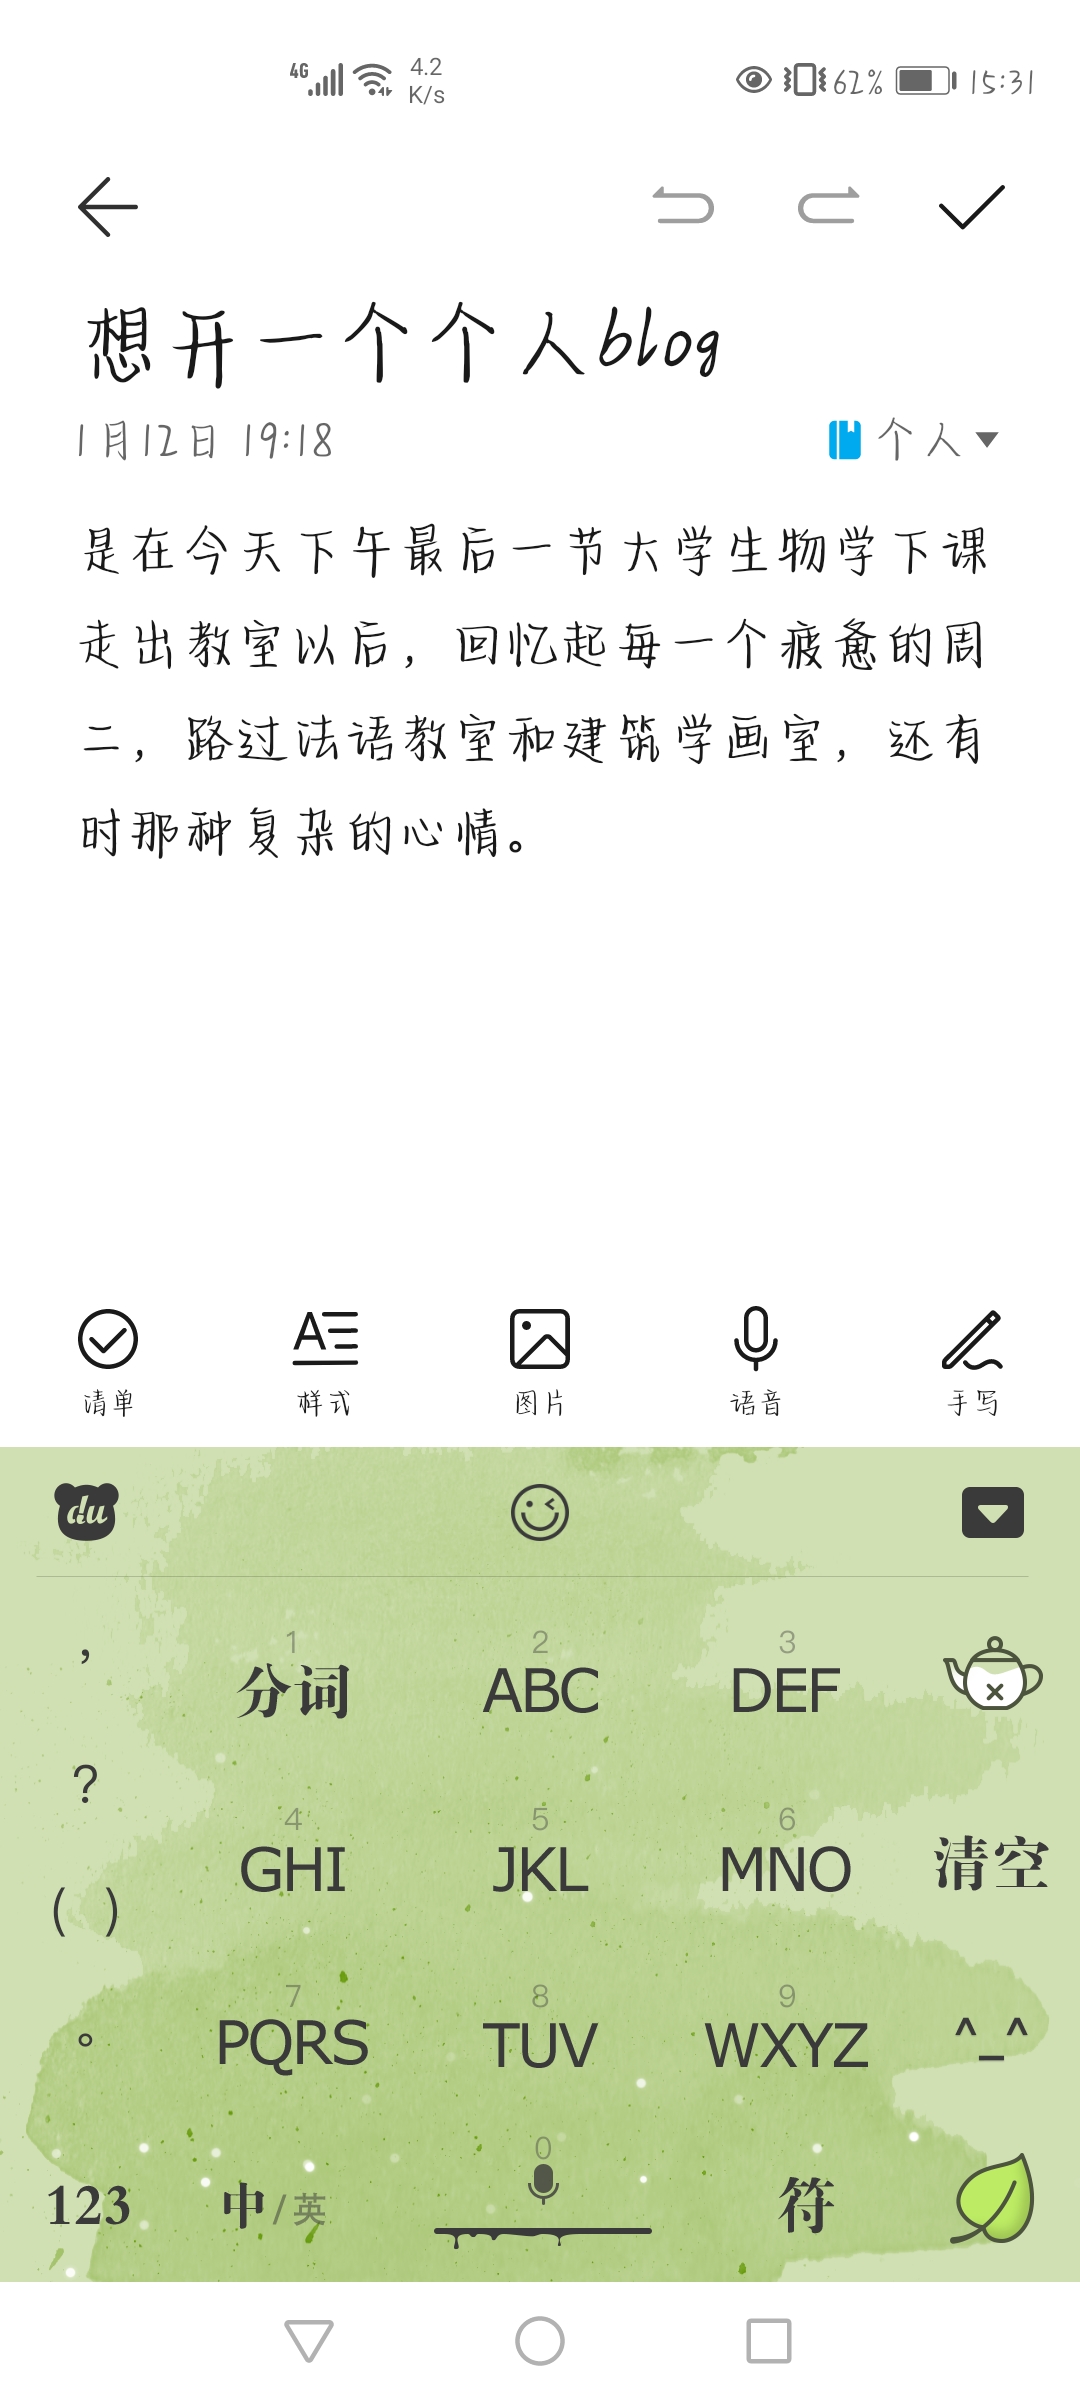 4G 4.2 K/s 62% 15:31
想开一个个人blog
1月12日 19:18 个人
是在今天下午最后一节大学生物学下课
走出教室以后，回忆起每一个疲惫的周
二，路过法语教室和建筑学画室，还有
时那种复杂的心情。
清单 样式 图片 语音 手写
du
， 1 2 3
分词 ABC DEF
?
4 5 6
GHI JKL MNO 清空
( )
7 8 9
。 PQRS TUV WXYZ ^_^
0
123 中/英 符